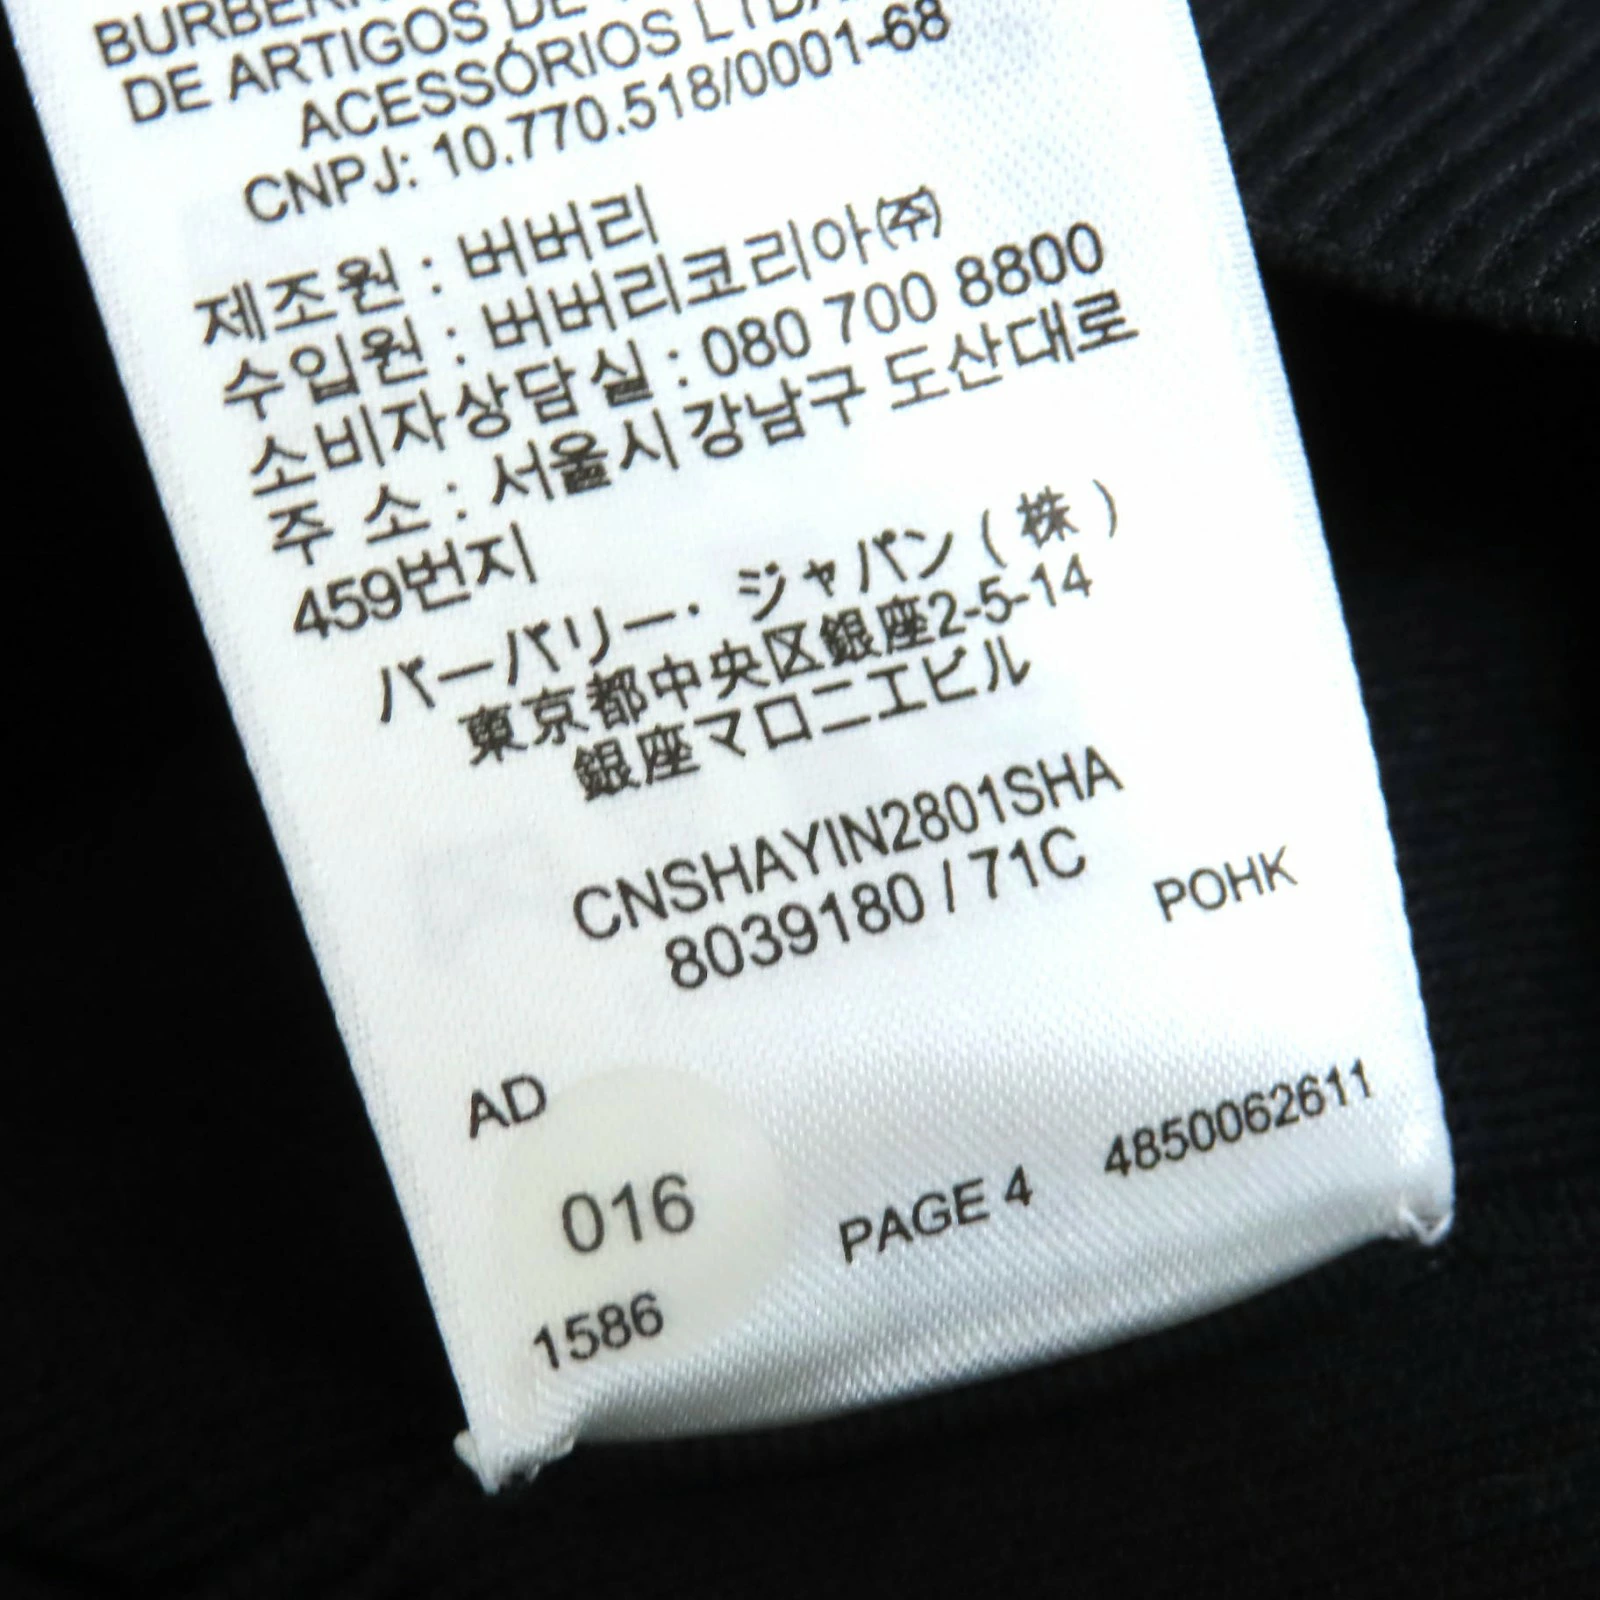 DE ARTIGOS DE
ACESSÓRIOS LTDA
CNPJ: 10.770.518/0001-68
제조원 : 버버리
수입원 : 버버리코리아㈜
소비자상담실 : 080 700 8800
주 소 : 서울시 강남구 도산대로
459번지
バーバリー・ジャパン ( 株 )
東京都中央区銀座2-5-14
銀座マロニエビル
CNSHAYIN2801SHA
8039180 / 71C
POHK
AD
016
PAGE 4 4850062611
1586